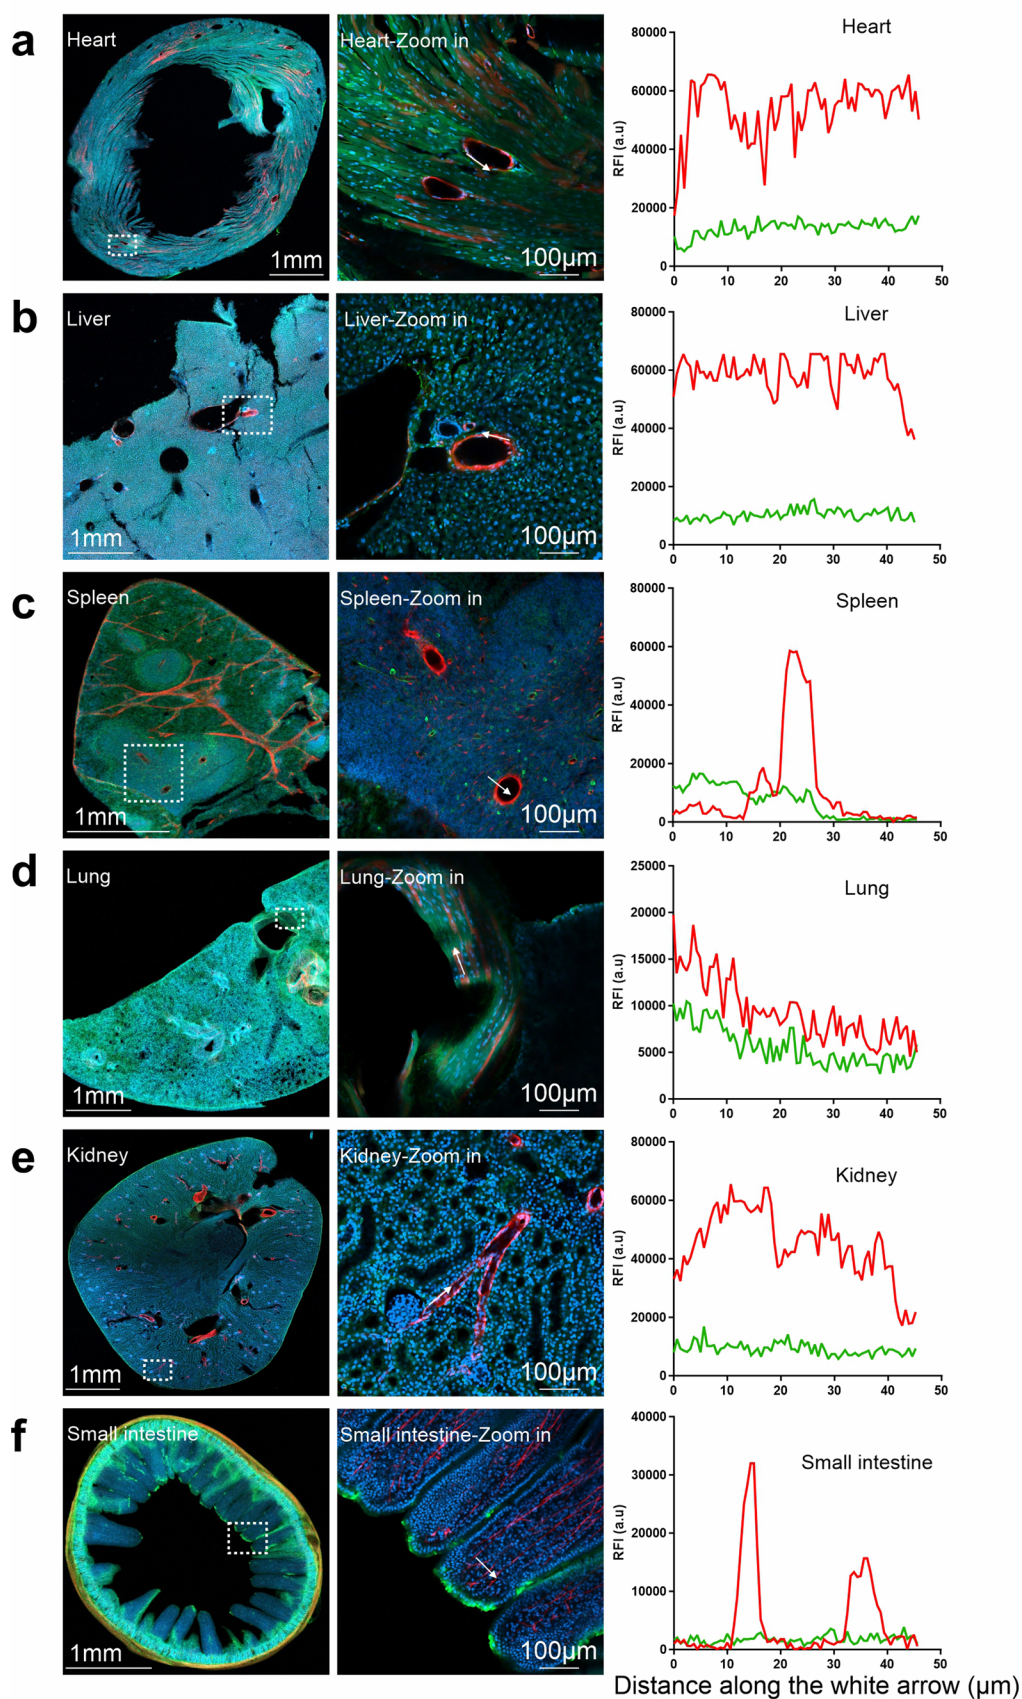 a
Heart
1mm
Heart-Zoom in
100µm
Heart
RFI (a.u)
80000
60000
40000
20000
0
0 10 20 30 40 50
b
Liver
1mm
Liver-Zoom in
100µm
Liver
RFI (a.u)
80000
60000
40000
20000
0
0 10 20 30 40 50
c
Spleen
1mm
Spleen-Zoom in
100µm
Spleen
RFI (a.u)
80000
60000
40000
20000
0
0 10 20 30 40 50
d
Lung
1mm
Lung-Zoom in
100µm
Lung
RFI (a.u)
25000
20000
15000
10000
5000
0
0 10 20 30 40 50
e
Kidney
1mm
Kidney-Zoom in
100µm
Kidney
RFI (a.u)
80000
60000
40000
20000
0
0 10 20 30 40 50
f
Small intestine
1mm
Small intestine-Zoom in
100µm
Small intestine
RFI (a.u)
40000
30000
20000
10000
0
0 10 20 30 40 50
Distance along the white arrow (µm)